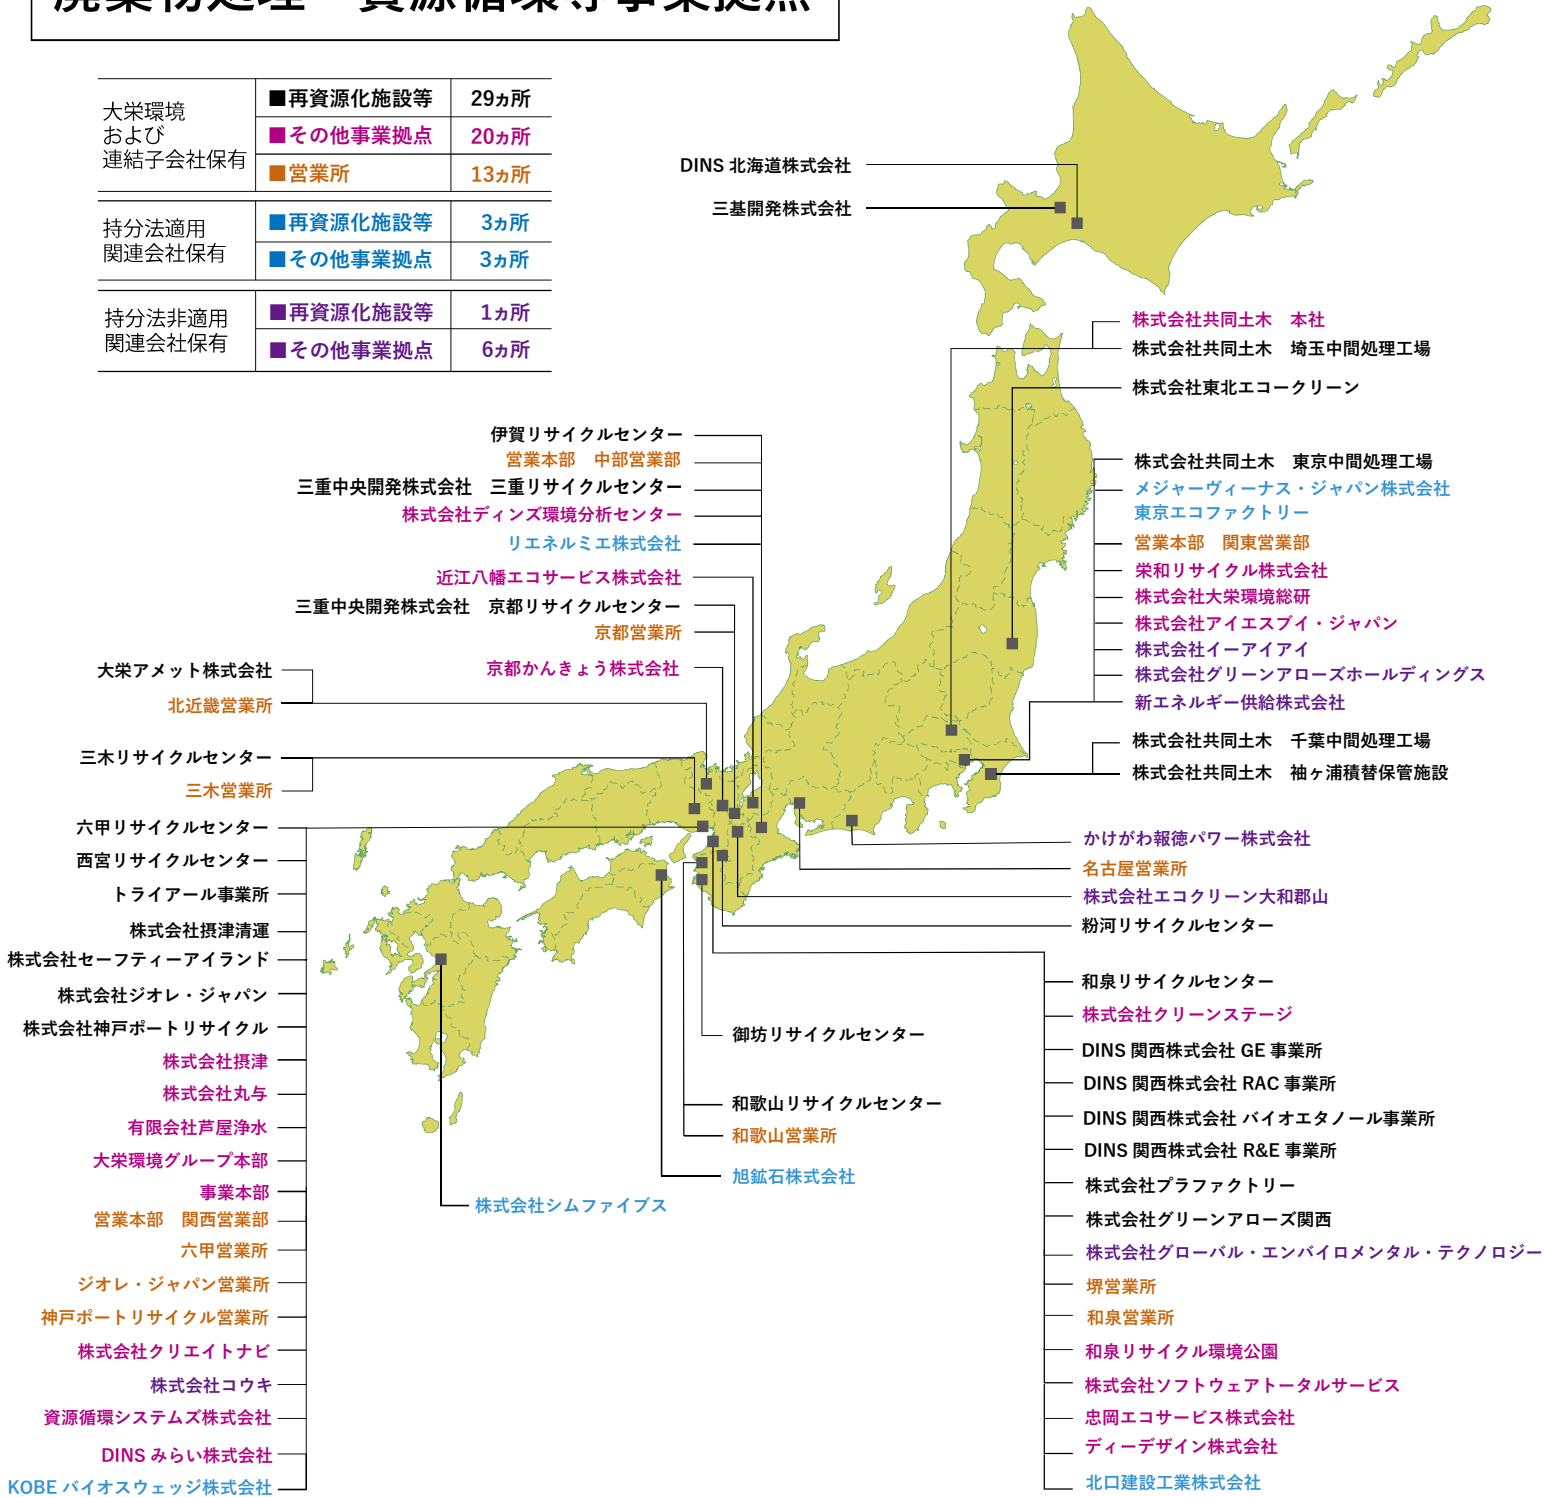 廃棄物処理・資源循環等事業拠点
大栄環境
および
連結子会社保有
■再資源化施設等 29ヵ所
■その他事業拠点 20ヵ所
■営業所 13ヵ所
持分法適用
関連会社保有
■再資源化施設等 3ヵ所
■その他事業拠点 3ヵ所
持分法非適用
関連会社保有
■再資源化施設等 1ヵ所
■その他事業拠点 6ヵ所
DINS 北海道株式会社
三基開発株式会社
株式会社共同土木 本社
株式会社共同土木 埼玉中間処理工場
株式会社東北エコークリーン
株式会社共同土木 東京中間処理工場
メジャーヴィーナス・ジャパン株式会社
東京エコファクトリー
営業本部 関東営業部
栄和リサイクル株式会社
株式会社大栄環境総研
株式会社アイエスブイ・ジャパン
株式会社イーアイアイ
株式会社グリーンアローズホールディングス
新エネルギー供給株式会社
株式会社共同土木 千葉中間処理工場
株式会社共同土木 袖ヶ浦積替保管施設
かけがわ報徳パワー株式会社
名古屋営業所
株式会社エコクリーン大和郡山
粉河リサイクルセンター
和泉リサイクルセンター
株式会社クリーンステージ
DINS 関西株式会社 GE 事業所
DINS 関西株式会社 RAC 事業所
DINS 関西株式会社 バイオエタノール事業所
DINS 関西株式会社 R&E 事業所
株式会社プラファクトリー
株式会社グリーンアローズ関西
株式会社グローバル・エンバイロメンタル・テクノロジー
堺営業所
和泉営業所
和泉リサイクル環境公園
株式会社ソフトウェアトータルサービス
忠岡エコサービス株式会社
ディーデザイン株式会社
北口建設工業株式会社
伊賀リサイクルセンター
営業本部 中部営業部
三重中央開発株式会社 三重リサイクルセンター
株式会社ディンズ環境分析センター
リエネルミエ株式会社
近江八幡エコサービス株式会社
三重中央開発株式会社 京都リサイクルセンター
京都営業所
京都かんきょう株式会社
大栄アメット株式会社
北近畿営業所
三木リサイクルセンター
三木営業所
六甲リサイクルセンター
西宮リサイクルセンター
トライアール事業所
株式会社摂津清運
株式会社セーフティーアイランド
株式会社ジオレ・ジャパン
株式会社神戸ポートリサイクル
株式会社摂津
株式会社丸与
有限会社芦屋浄水
大栄環境グループ本部
事業本部
営業本部 関西営業部
六甲営業所
ジオレ・ジャパン営業所
神戸ポートリサイクル営業所
株式会社クリエイトナビ
株式会社コウキ
資源循環システムズ株式会社
DINS みらい株式会社
KOBE バイオスウェッジ株式会社
御坊リサイクルセンター
和歌山リサイクルセンター
和歌山営業所
旭鉱石株式会社
株式会社シムファイブス